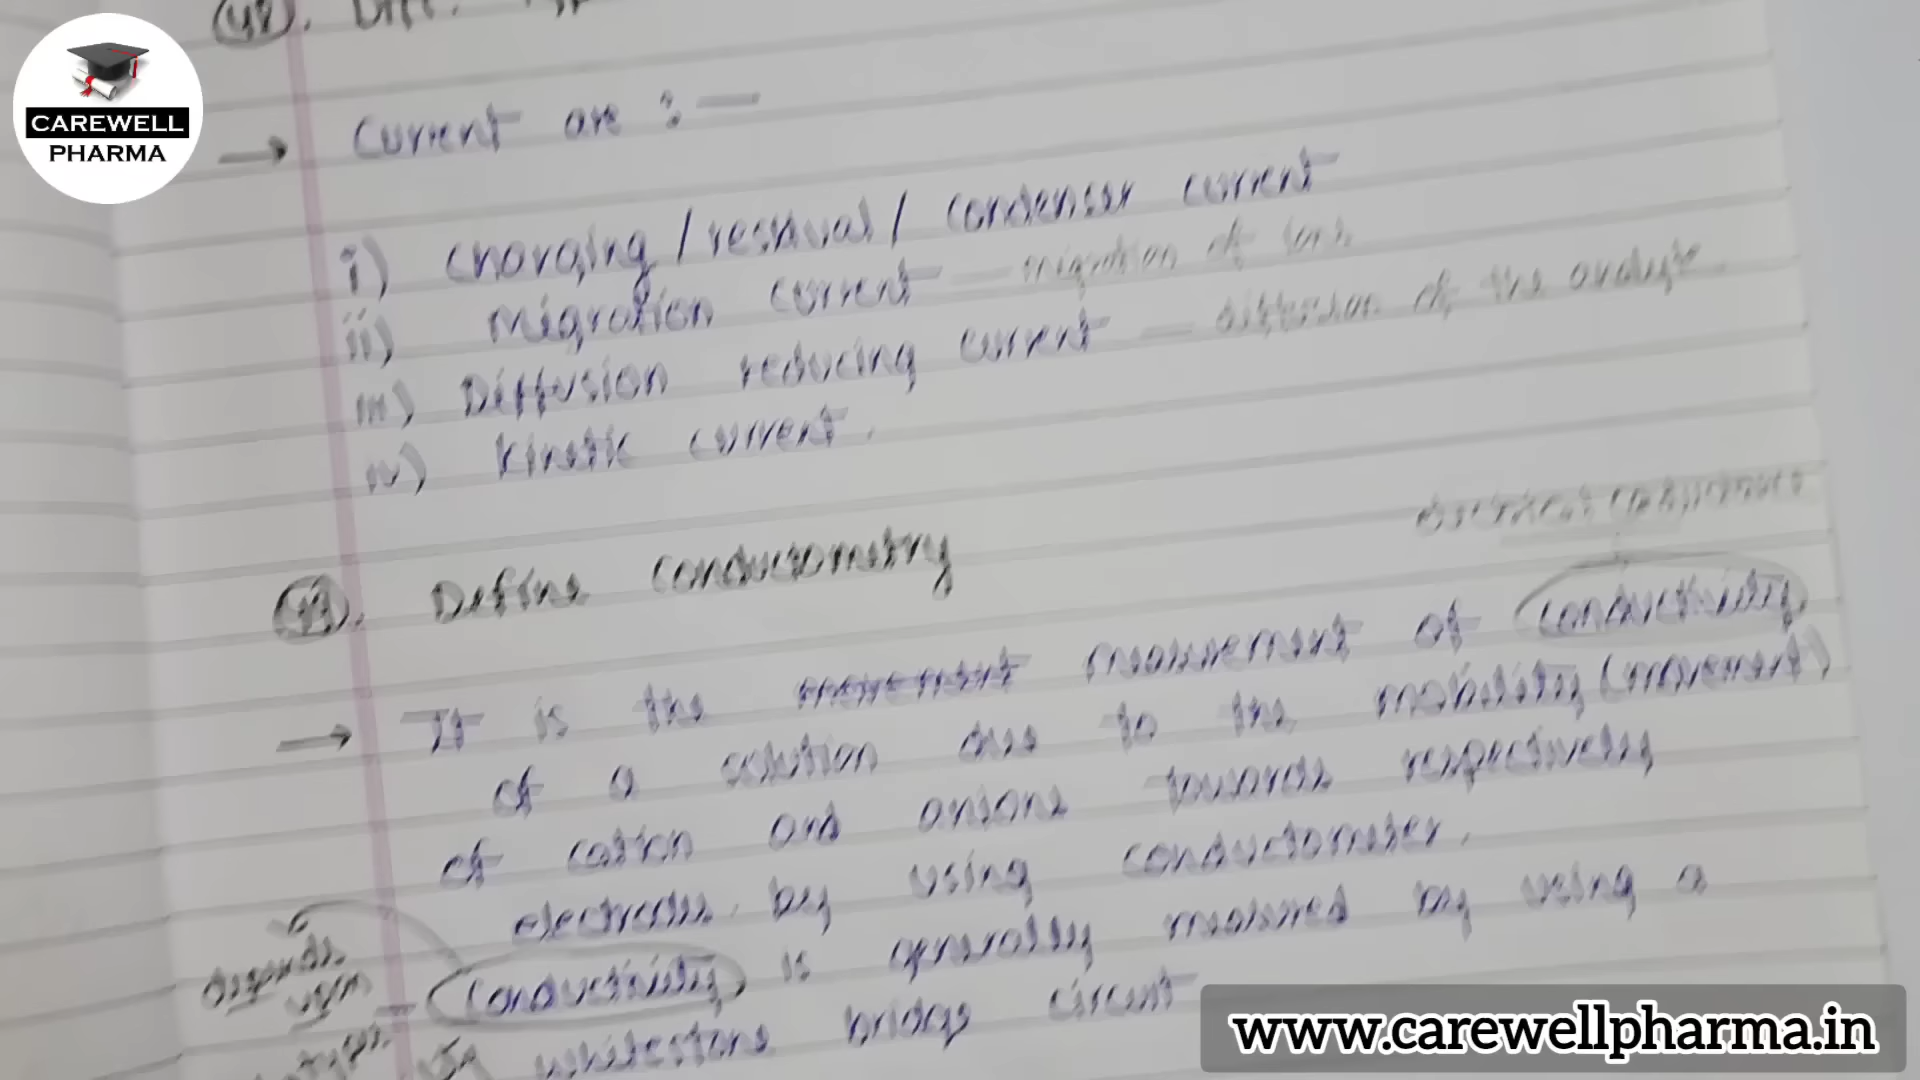 CAREWELL
PHARMA
Current are :—
i) Charging / residual / condenser current
ii) migration current — migration of ions.
iii) Diffusion reducing current — diffusion of the analyte.
iv) Kinetic current.
43. Define conductometry
→ It is the measurement of conductivity
of a solution due to the mobility (movement)
of cation and anions towards respectively
electrodes. by using conductometer.
depends
upon
- Conductivity is generally measured by using a
bridge circuit
www.carewellpharma.in